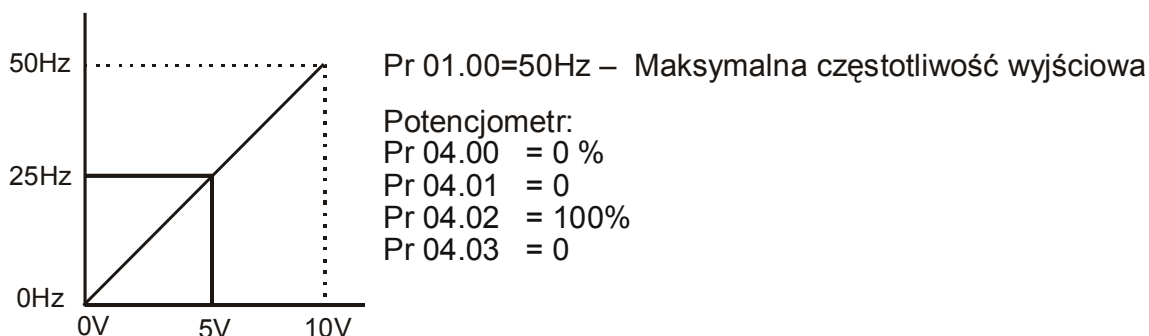 50Hz
25Hz
0Hz
0V 5V 10V
Pr 01.00=50Hz – Maksymalna częstotliwość wyjściowa
Potencjometr:
Pr 04.00 = 0 %
Pr 04.01 = 0
Pr 04.02 = 100%
Pr 04.03 = 0